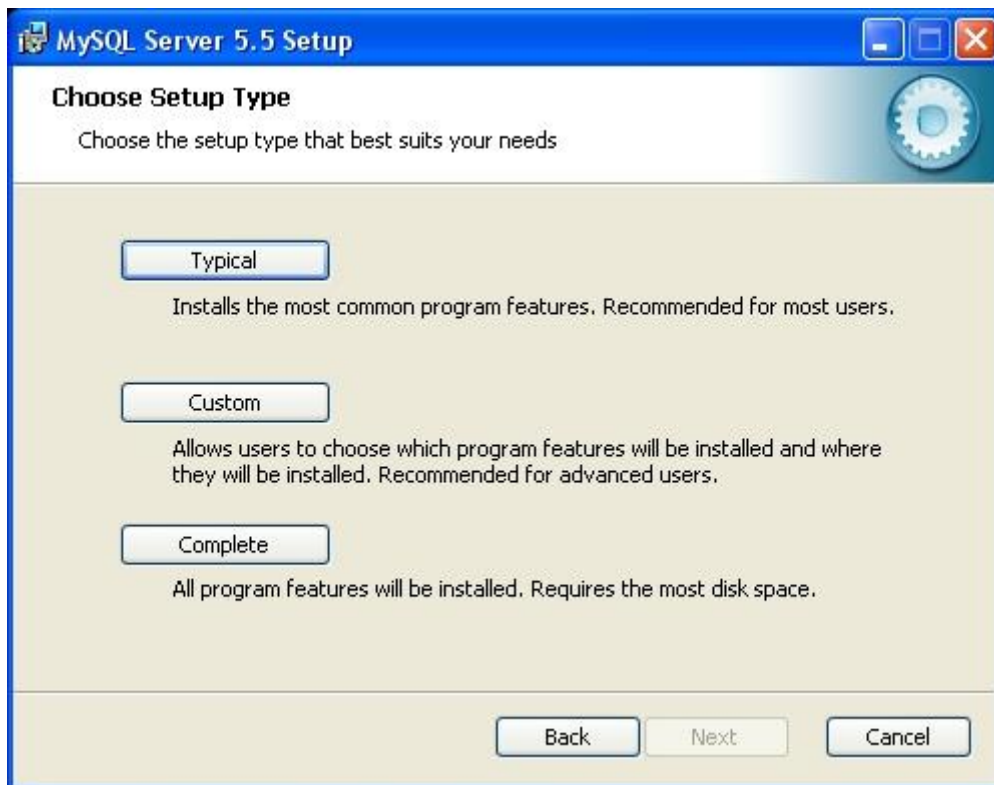 MySQL Server 5.5 Setup
Choose Setup Type
Choose the setup type that best suits your needs
Typical
Installs the most common program features. Recommended for most users.
Custom
Allows users to choose which program features will be installed and where
they will be installed. Recommended for advanced users.
Complete
All program features will be installed. Requires the most disk space.
Back Next Cancel